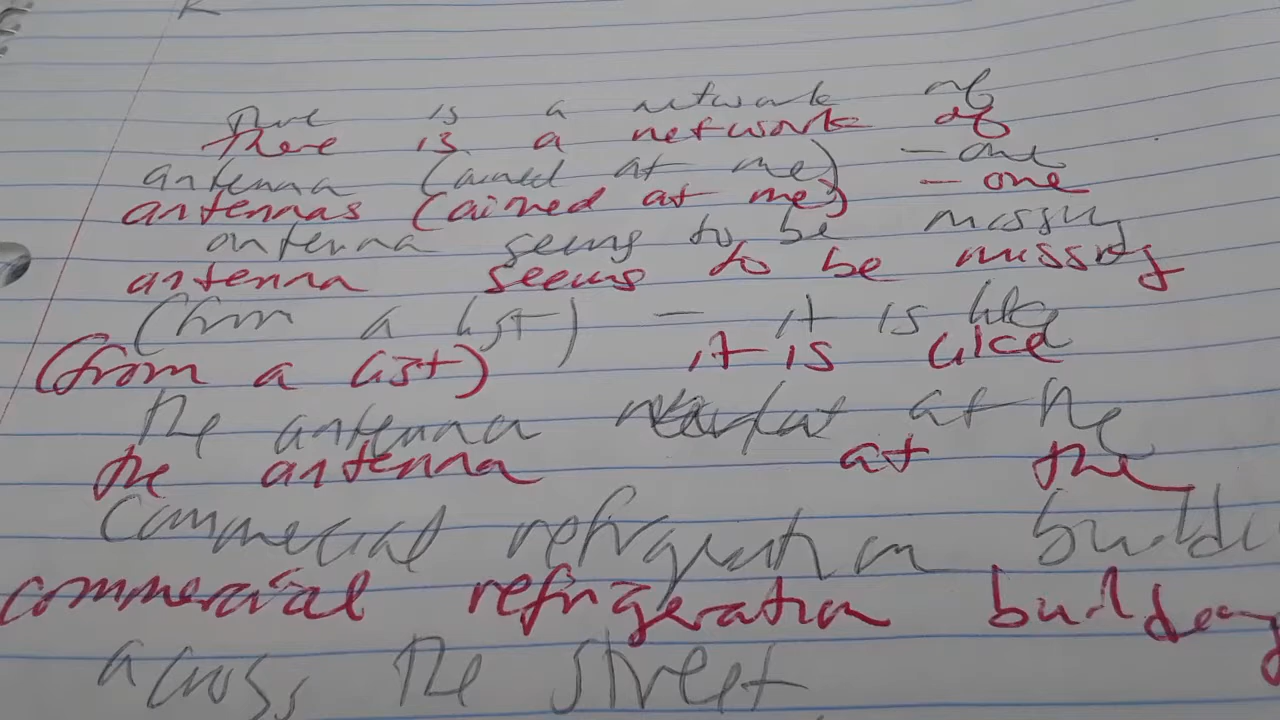 There is a network of
there is a network of
antenna (aimed at me) - one
antennas (aimed at me) - one
antenna seems to be missing
antenna seems to be missing
(from a list) - it is like
(from a list) it is like
the antenna at the
the antenna at the
commercial refrigeration
commercial refrigeration building
across the street